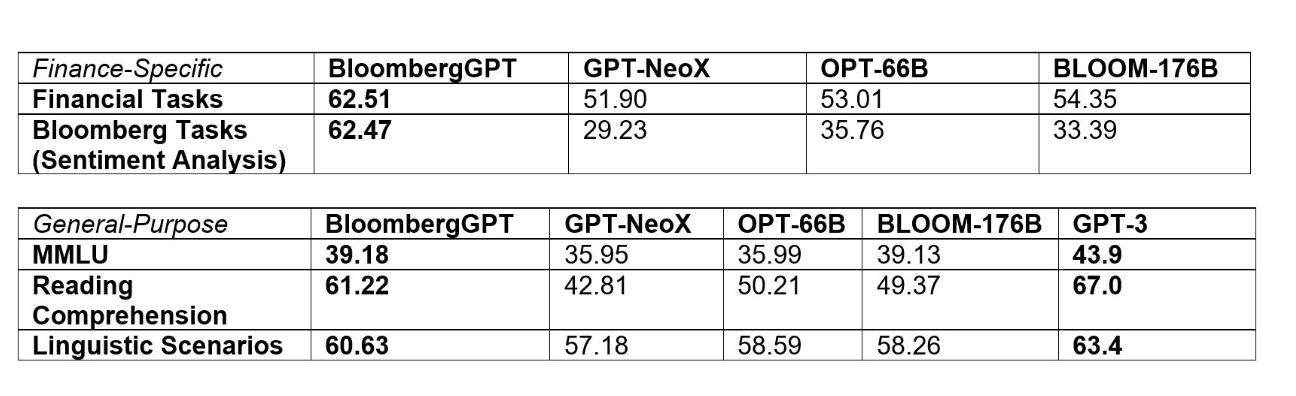 Finance-Specific BloombergGPT GPT-NeoX OPT-66B BLOOM-176B
Financial Tasks 62.51 51.90 53.01 54.35
Bloomberg Tasks 62.47 29.23 35.76 33.39
(Sentiment Analysis)
General-Purpose BloombergGPT GPT-NeoX OPT-66B BLOOM-176B GPT-3
MMLU 39.18 35.95 35.99 39.13 43.9
Reading 61.22 42.81 50.21 49.37 67.0
Comprehension
Linguistic Scenarios 60.63 57.18 58.59 58.26 63.4